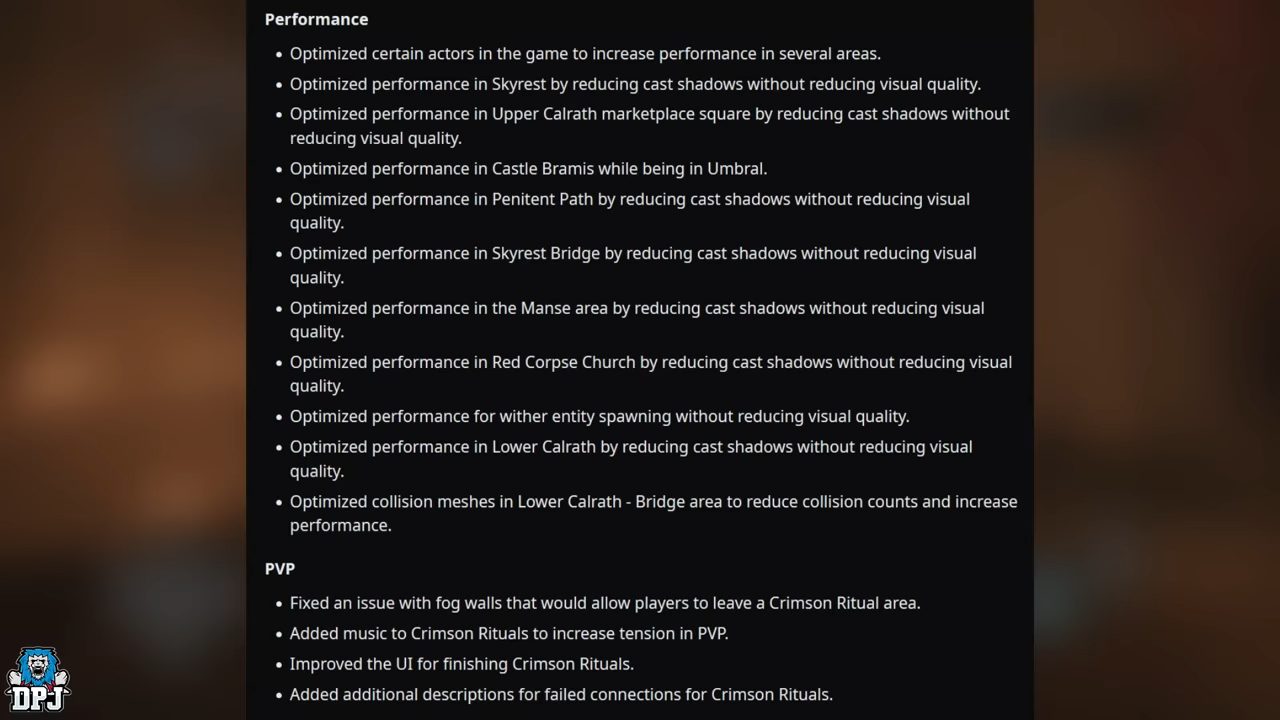 Performance
• Optimized certain actors in the game to increase performance in several areas.
• Optimized performance in Skyrest by reducing cast shadows without reducing visual quality.
• Optimized performance in Upper Calrath marketplace square by reducing cast shadows without
reducing visual quality.
• Optimized performance in Castle Bramis while being in Umbral.
• Optimized performance in Penitent Path by reducing cast shadows without reducing visual
quality.
• Optimized performance in Skyrest Bridge by reducing cast shadows without reducing visual
quality.
• Optimized performance in the Manse area by reducing cast shadows without reducing visual
quality.
• Optimized performance in Red Corpse Church by reducing cast shadows without reducing visual
quality.
• Optimized performance for wither entity spawning without reducing visual quality.
• Optimized performance in Lower Calrath by reducing cast shadows without reducing visual
quality.
• Optimized collision meshes in Lower Calrath - Bridge area to reduce collision counts and increase
performance.
PVP
• Fixed an issue with fog walls that would allow players to leave a Crimson Ritual area.
• Added music to Crimson Rituals to increase tension in PVP.
• Improved the UI for finishing Crimson Rituals.
• Added additional descriptions for failed connections for Crimson Rituals.
DPJ